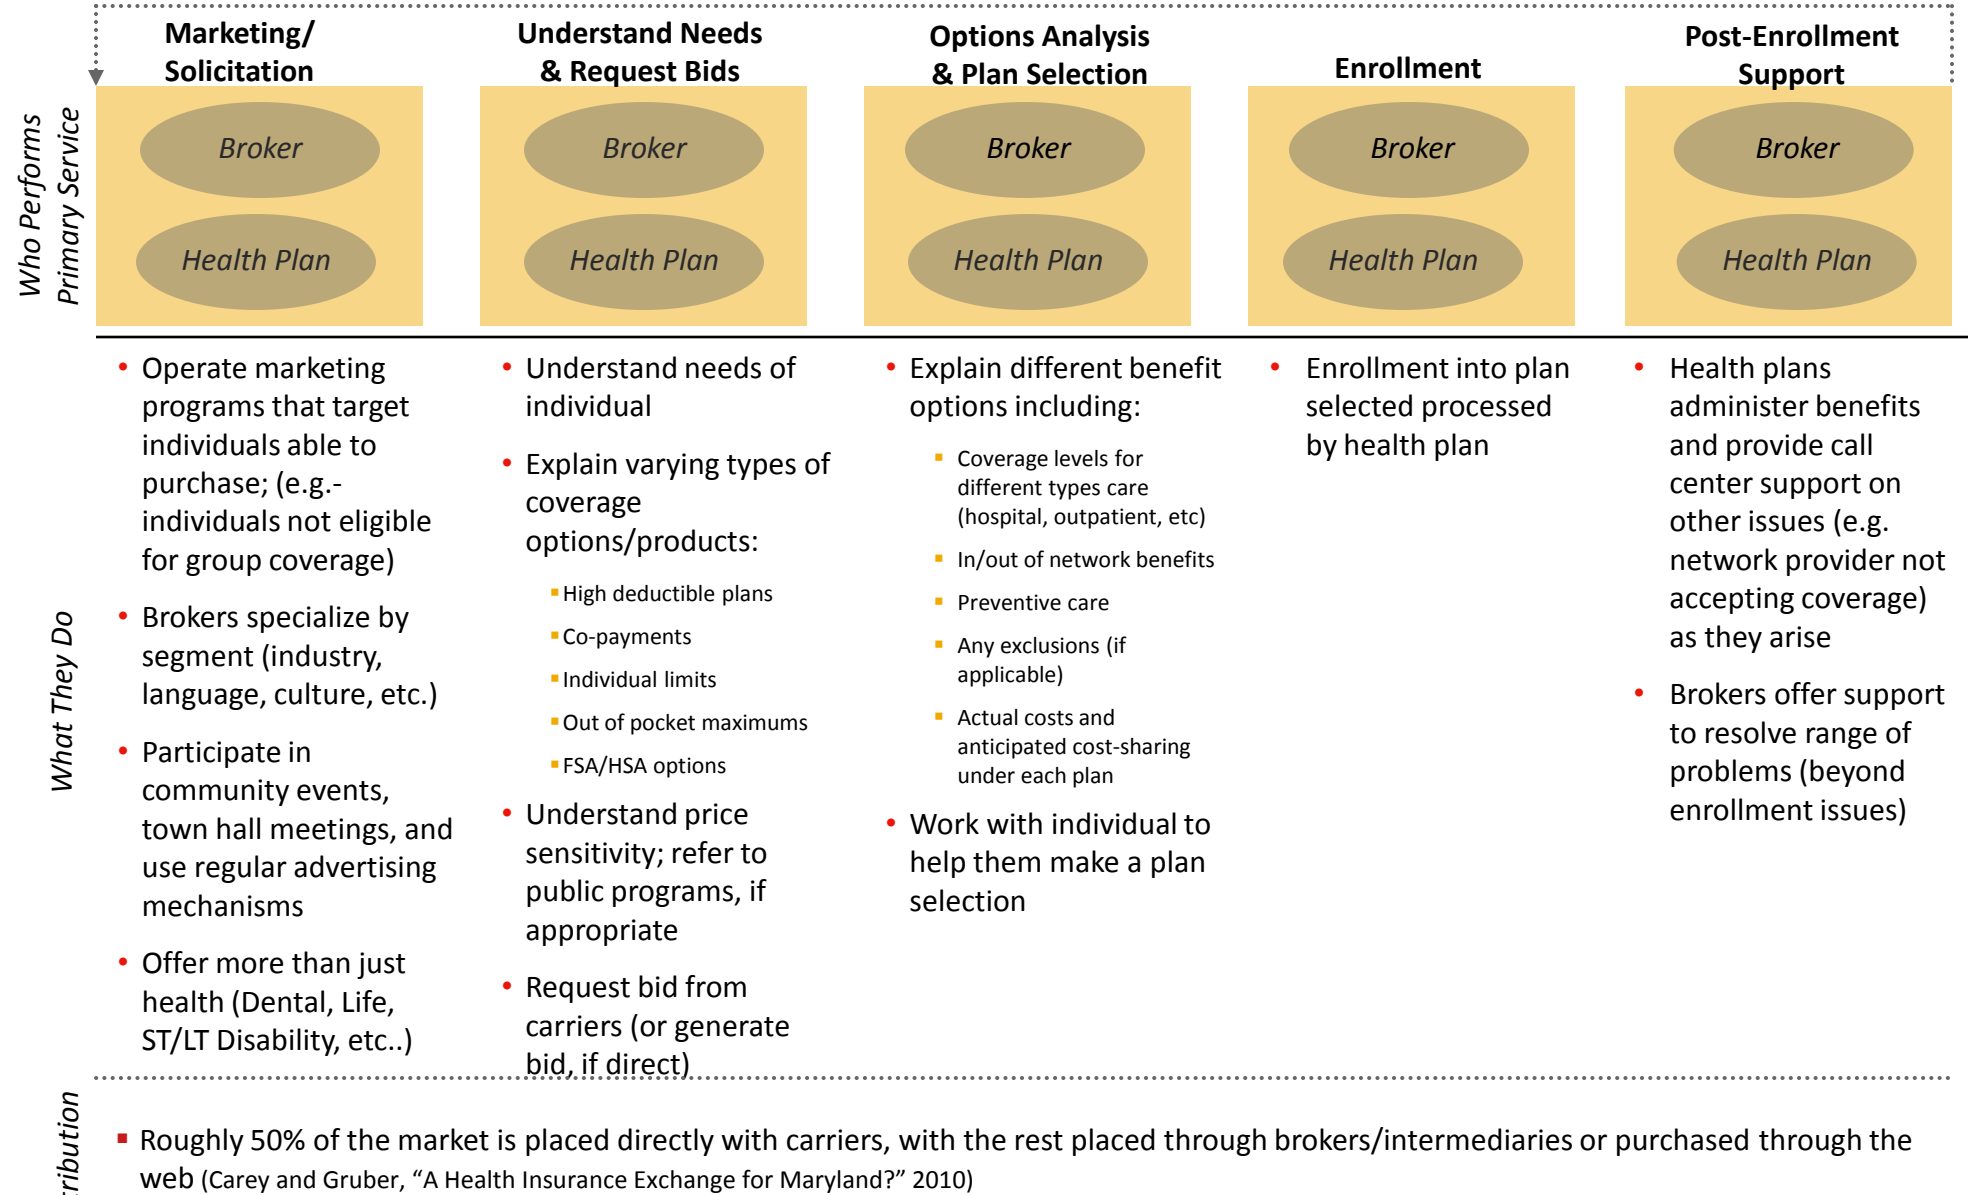 Marketing/
Solicitation
Understand Needs
& Request Bids
Options Analysis
& Plan Selection
Enrollment
Post-Enrollment
Support
Who Performs
Primary Service
Broker
Broker
Broker
Broker
Broker
Health Plan
Health Plan
Health Plan
Health Plan
Health Plan
What They Do
• Operate marketing
programs that target
individuals able to
purchase; (e.g.-
individuals not eligible
for group coverage)
• Brokers specialize by
segment (industry,
language, culture, etc.)
• Participate in
community events,
town hall meetings, and
use regular advertising
mechanisms
• Offer more than just
health (Dental, Life,
ST/LT Disability, etc..)
• Understand needs of
individual
• Explain varying types of
coverage
options/products:
▪ High deductible plans
▪ Co-payments
▪ Individual limits
▪ Out of pocket maximums
▪ FSA/HSA options
• Understand price
sensitivity; refer to
public programs, if
appropriate
• Request bid from
carriers (or generate
bid, if direct)
• Explain different benefit
options including:
▪ Coverage levels for
different types care
(hospital, outpatient, etc)
▪ In/out of network benefits
▪ Preventive care
▪ Any exclusions (if
applicable)
▪ Actual costs and
anticipated cost-sharing
under each plan
• Work with individual to
help them make a plan
selection
• Enrollment into plan
selected processed
by health plan
• Health plans
administer benefits
and provide call
center support on
other issues (e.g.
network provider not
accepting coverage)
as they arise
• Brokers offer support
to resolve range of
problems (beyond
enrollment issues)
▪ Roughly 50% of the market is placed directly with carriers, with the rest placed through brokers/intermediaries or purchased through the
web (Carey and Gruber, “A Health Insurance Exchange for Maryland?” 2010)